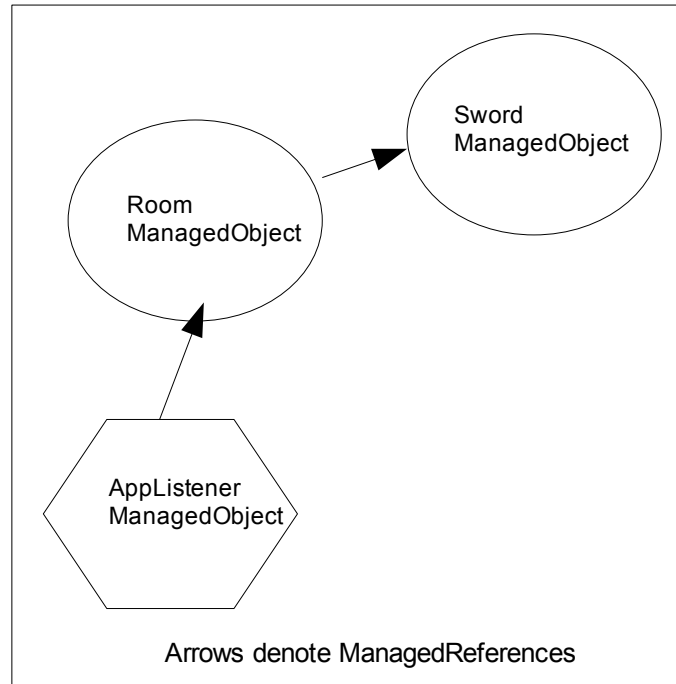 Sword
ManagedObject
Room
ManagedObject
AppListener
ManagedObject
Arrows denote ManagedReferences